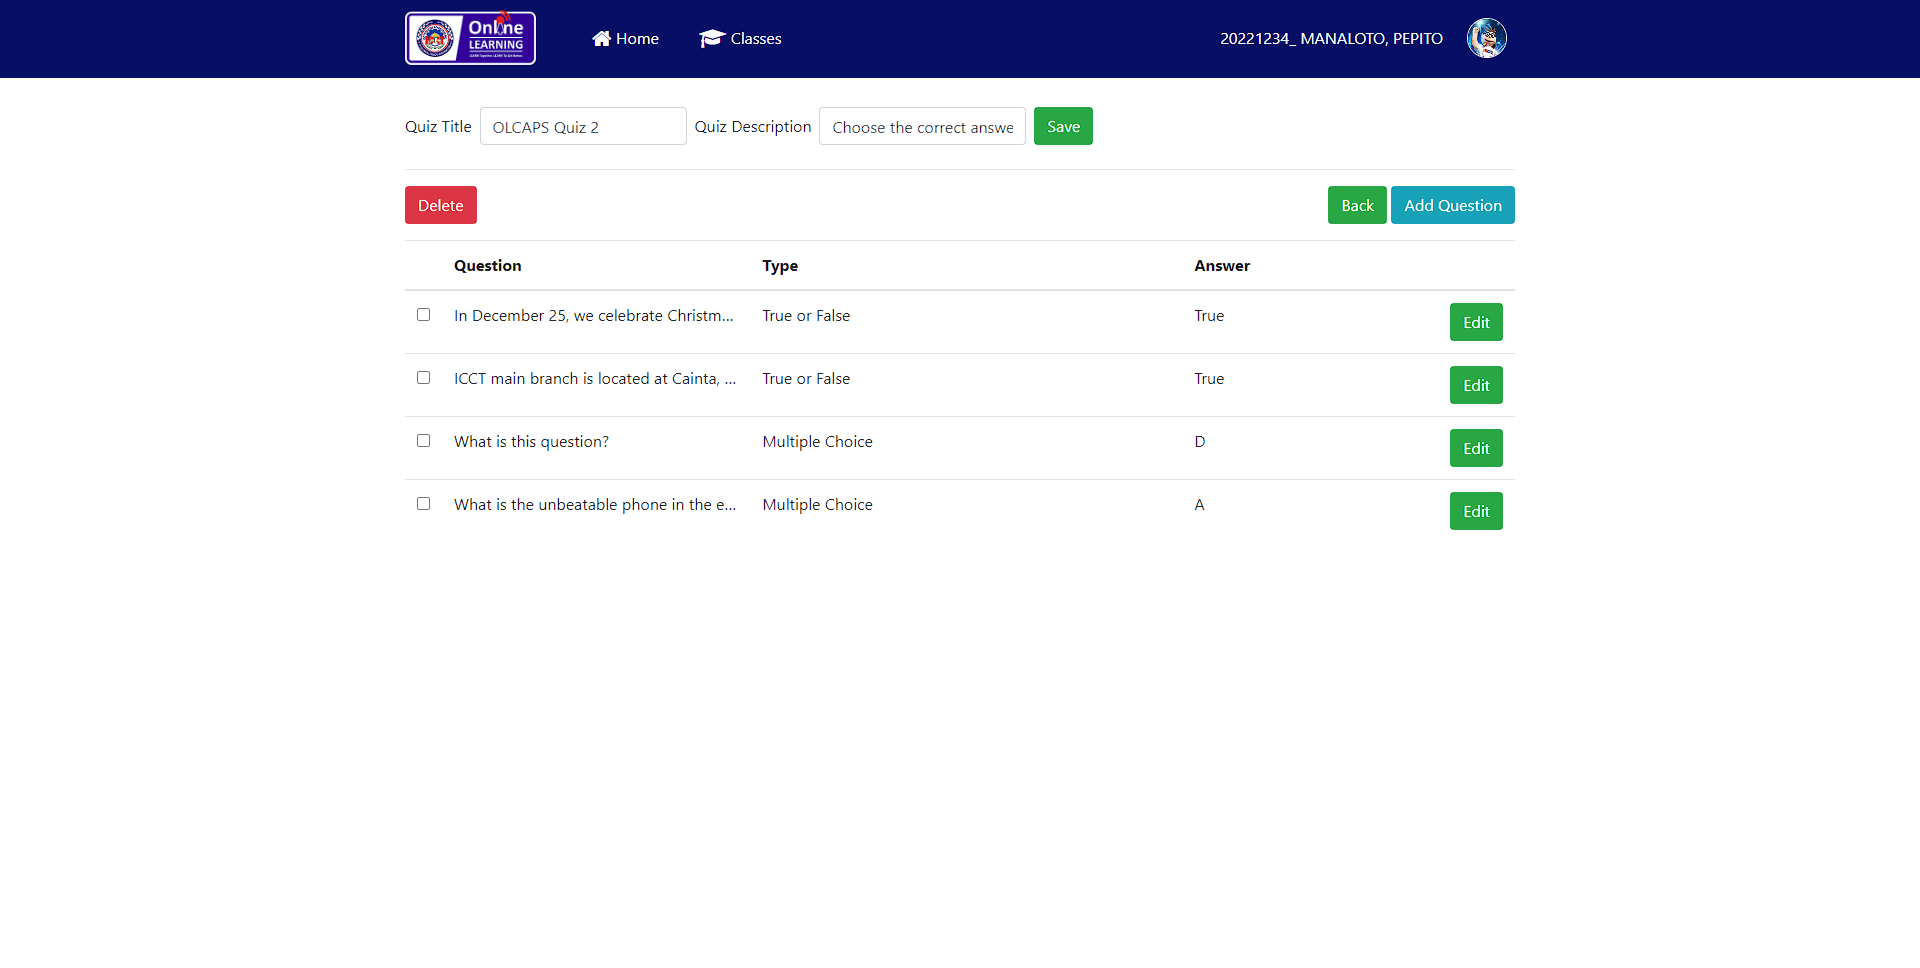 Online
LEARNING
Home
Classes
20221234_ MANALOTO, PEPITO
Quiz Title
OLCAPS Quiz 2
Quiz Description
Choose the correct answe
Save
Delete
Back
Add Question
Question Type Answer
In December 25, we celebrate Christm... True or False True Edit
ICCT main branch is located at Cainta, ... True or False True Edit
What is this question? Multiple Choice D Edit
What is the unbeatable phone in the e... Multiple Choice A Edit